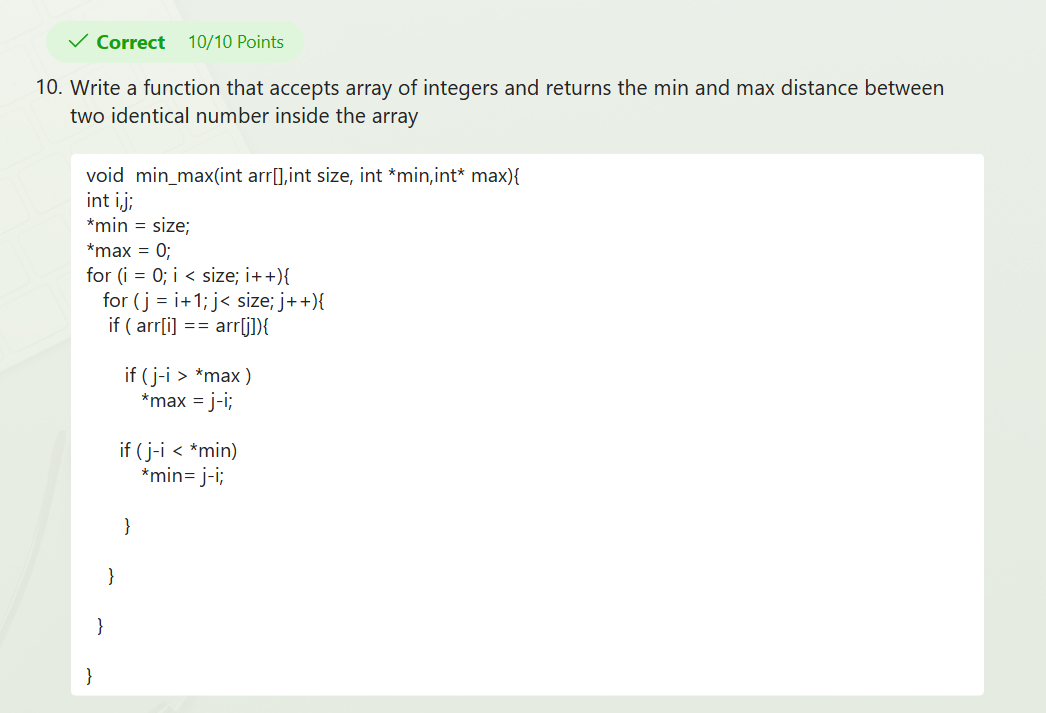 Correct 10/10 Points
10. Write a function that accepts array of integers and returns the min and max distance between
two identical number inside the array
void  min_max(int arr[],int size, int *min,int* max){
int i,j;
*min = size;
*max = 0;
for (i = 0; i < size; i++){
for ( j = i+1; j< size; j++){
if ( arr[i] == arr[j]){
if ( j-i > *max )
*max = j-i;
if ( j-i < *min)
*min= j-i;
}
}
}
}